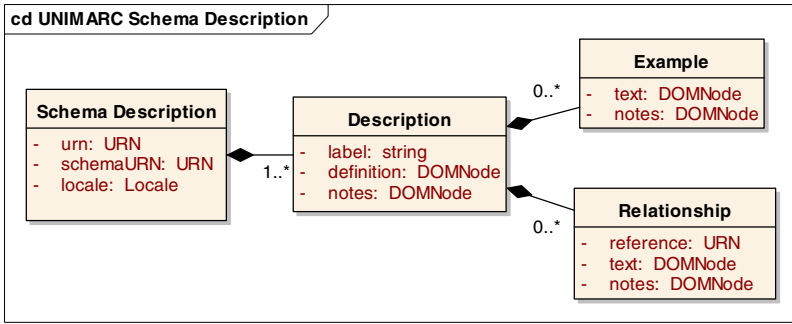 cd UNIMARC Schema Description
Schema Description
- urn: URN
- schemaURN: URN
- locale: Locale
1..*
Description
- label: string
- definition: DOMNode
- notes: DOMNode
0..*
Example
- text: DOMNode
- notes: DOMNode
0..*
Relationship
- reference: URN
- text: DOMNode
- notes: DOMNode